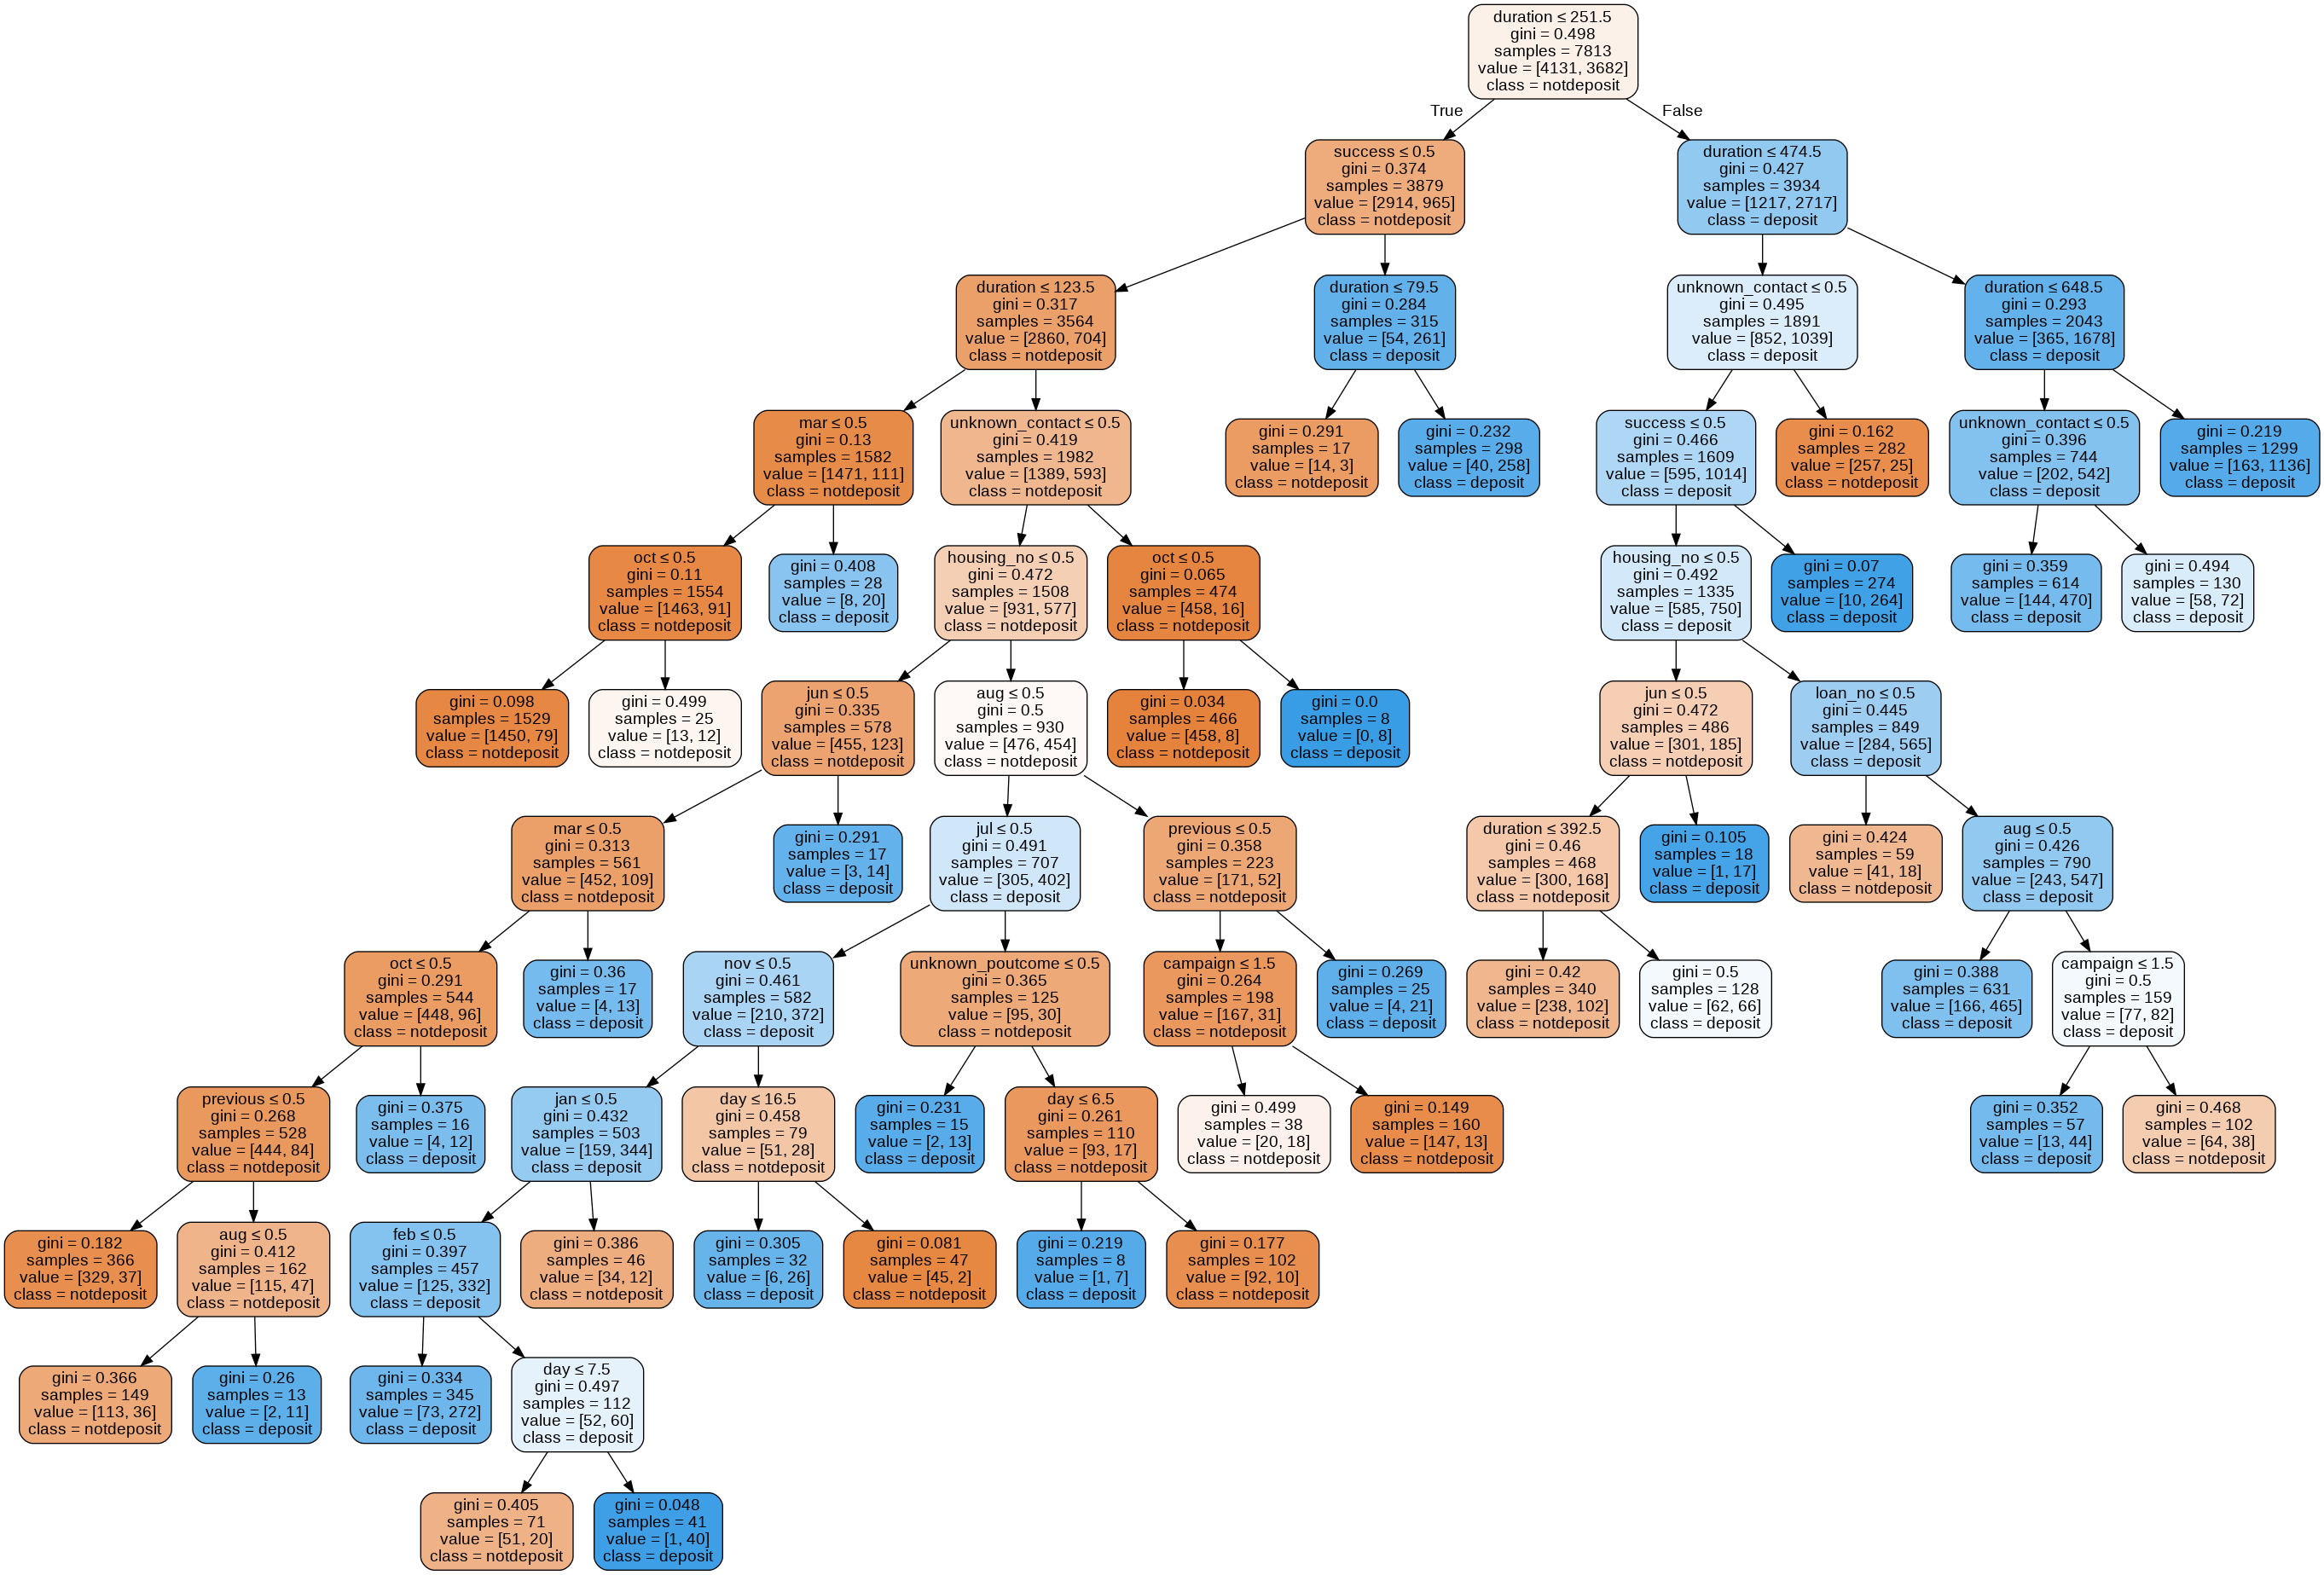 duration ≤ 251.5
gini = 0.498
samples = 7813
value = [4131, 3682]
class = notdeposit
True
False
success ≤ 0.5
gini = 0.374
samples = 3879
value = [2914, 965]
class = notdeposit
duration ≤ 474.5
gini = 0.427
samples = 3934
value = [1217, 2717]
class = deposit
duration ≤ 123.5
gini = 0.317
samples = 3564
value = [2860, 704]
class = notdeposit
duration ≤ 79.5
gini = 0.284
samples = 315
value = [54, 261]
class = deposit
unknown_contact ≤ 0.5
gini = 0.495
samples = 1891
value = [852, 1039]
class = deposit
duration ≤ 648.5
gini = 0.293
samples = 2043
value = [365, 1678]
class = deposit
mar ≤ 0.5
gini = 0.13
samples = 1582
value = [1471, 111]
class = notdeposit
unknown_contact ≤ 0.5
gini = 0.419
samples = 1982
value = [1389, 593]
class = notdeposit
gini = 0.291
samples = 17
value = [14, 3]
class = notdeposit
gini = 0.232
samples = 298
value = [40, 258]
class = deposit
success ≤ 0.5
gini = 0.466
samples = 1609
value = [595, 1014]
class = deposit
gini = 0.162
samples = 282
value = [257, 25]
class = notdeposit
unknown_contact ≤ 0.5
gini = 0.396
samples = 744
value = [202, 542]
class = deposit
gini = 0.219
samples = 1299
value = [163, 1136]
class = deposit
oct ≤ 0.5
gini = 0.11
samples = 1554
value = [1463, 91]
class = notdeposit
gini = 0.408
samples = 28
value = [8, 20]
class = deposit
housing_no ≤ 0.5
gini = 0.472
samples = 1508
value = [931, 577]
class = notdeposit
oct ≤ 0.5
gini = 0.065
samples = 474
value = [458, 16]
class = notdeposit
housing_no ≤ 0.5
gini = 0.492
samples = 1335
value = [585, 750]
class = deposit
gini = 0.07
samples = 274
value = [10, 264]
class = deposit
gini = 0.359
samples = 614
value = [144, 470]
class = deposit
gini = 0.494
samples = 130
value = [58, 72]
class = deposit
gini = 0.098
samples = 1529
value = [1450, 79]
class = notdeposit
gini = 0.499
samples = 25
value = [13, 12]
class = notdeposit
jun ≤ 0.5
gini = 0.335
samples = 578
value = [455, 123]
class = notdeposit
aug ≤ 0.5
gini = 0.5
samples = 930
value = [476, 454]
class = notdeposit
gini = 0.034
samples = 466
value = [458, 8]
class = notdeposit
gini = 0.0
samples = 8
value = [0, 8]
class = deposit
jun ≤ 0.5
gini = 0.472
samples = 486
value = [301, 185]
class = notdeposit
loan_no ≤ 0.5
gini = 0.445
samples = 849
value = [284, 565]
class = deposit
mar ≤ 0.5
gini = 0.313
samples = 561
value = [452, 109]
class = notdeposit
gini = 0.291
samples = 17
value = [3, 14]
class = deposit
jul ≤ 0.5
gini = 0.491
samples = 707
value = [305, 402]
class = deposit
previous ≤ 0.5
gini = 0.358
samples = 223
value = [171, 52]
class = notdeposit
duration ≤ 392.5
gini = 0.46
samples = 468
value = [300, 168]
class = notdeposit
gini = 0.105
samples = 18
value = [1, 17]
class = deposit
gini = 0.424
samples = 59
value = [41, 18]
class = notdeposit
aug ≤ 0.5
gini = 0.426
samples = 790
value = [243, 547]
class = deposit
oct ≤ 0.5
gini = 0.291
samples = 544
value = [448, 96]
class = notdeposit
gini = 0.36
samples = 17
value = [4, 13]
class = deposit
nov ≤ 0.5
gini = 0.461
samples = 582
value = [210, 372]
class = deposit
unknown_poutcome ≤ 0.5
gini = 0.365
samples = 125
value = [95, 30]
class = notdeposit
campaign ≤ 1.5
gini = 0.264
samples = 198
value = [167, 31]
class = notdeposit
gini = 0.269
samples = 25
value = [4, 21]
class = deposit
gini = 0.42
samples = 340
value = [238, 102]
class = notdeposit
gini = 0.5
samples = 128
value = [62, 66]
class = deposit
gini = 0.388
samples = 631
value = [166, 465]
class = deposit
campaign ≤ 1.5
gini = 0.5
samples = 159
value = [77, 82]
class = deposit
previous ≤ 0.5
gini = 0.268
samples = 528
value = [444, 84]
class = notdeposit
gini = 0.375
samples = 16
value = [4, 12]
class = deposit
jan ≤ 0.5
gini = 0.432
samples = 503
value = [159, 344]
class = deposit
day ≤ 16.5
gini = 0.458
samples = 79
value = [51, 28]
class = notdeposit
gini = 0.231
samples = 15
value = [2, 13]
class = deposit
day ≤ 6.5
gini = 0.261
samples = 110
value = [93, 17]
class = notdeposit
gini = 0.499
samples = 38
value = [20, 18]
class = notdeposit
gini = 0.149
samples = 160
value = [147, 13]
class = notdeposit
gini = 0.352
samples = 57
value = [13, 44]
class = deposit
gini = 0.468
samples = 102
value = [64, 38]
class = notdeposit
gini = 0.182
samples = 366
value = [329, 37]
class = notdeposit
aug ≤ 0.5
gini = 0.412
samples = 162
value = [115, 47]
class = notdeposit
feb ≤ 0.5
gini = 0.397
samples = 457
value = [125, 332]
class = deposit
gini = 0.386
samples = 46
value = [34, 12]
class = notdeposit
gini = 0.305
samples = 32
value = [6, 26]
class = deposit
gini = 0.081
samples = 47
value = [45, 2]
class = notdeposit
gini = 0.219
samples = 8
value = [1, 7]
class = deposit
gini = 0.177
samples = 102
value = [92, 10]
class = notdeposit
gini = 0.366
samples = 149
value = [113, 36]
class = notdeposit
gini = 0.26
samples = 13
value = [2, 11]
class = deposit
gini = 0.334
samples = 345
value = [73, 272]
class = deposit
day ≤ 7.5
gini = 0.497
samples = 112
value = [52, 60]
class = deposit
gini = 0.405
samples = 71
value = [51, 20]
class = notdeposit
gini = 0.048
samples = 41
value = [1, 40]
class = deposit